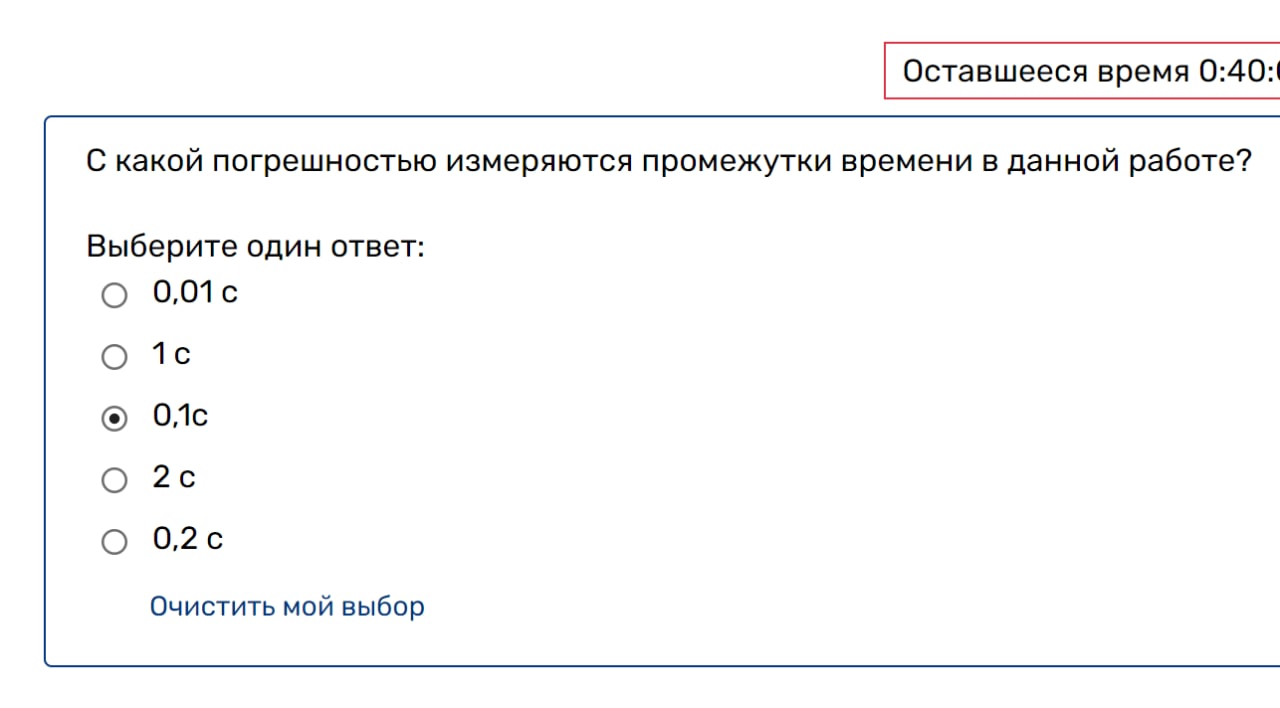 Оставшееся время 0:40:
С какой погрешностью измеряются промежутки времени в данной работе?
Выберите один ответ:
0,01 с
1 с
0,1с
2 с
0,2 с
Очистить мой выбор